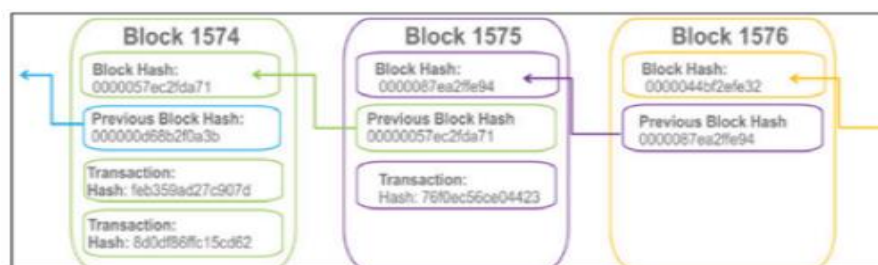 Block 1574
Block Hash:
0000057ec2fda71
Previous Block Hash:
000000d68b2f0a3b
Transaction:
Hash: feb359ad27c907d
Transaction:
Hash: 8d0df86ffc15cd62
Block 1575
Block Hash:
0000087ea2ffe94
Previous Block Hash
00000057ec2fda71
Transaction:
Hash: 76f0ec56ce04423
Block 1576
Block Hash:
0000044bf2efe32
Previous Block Hash
0000087ea2ffe94